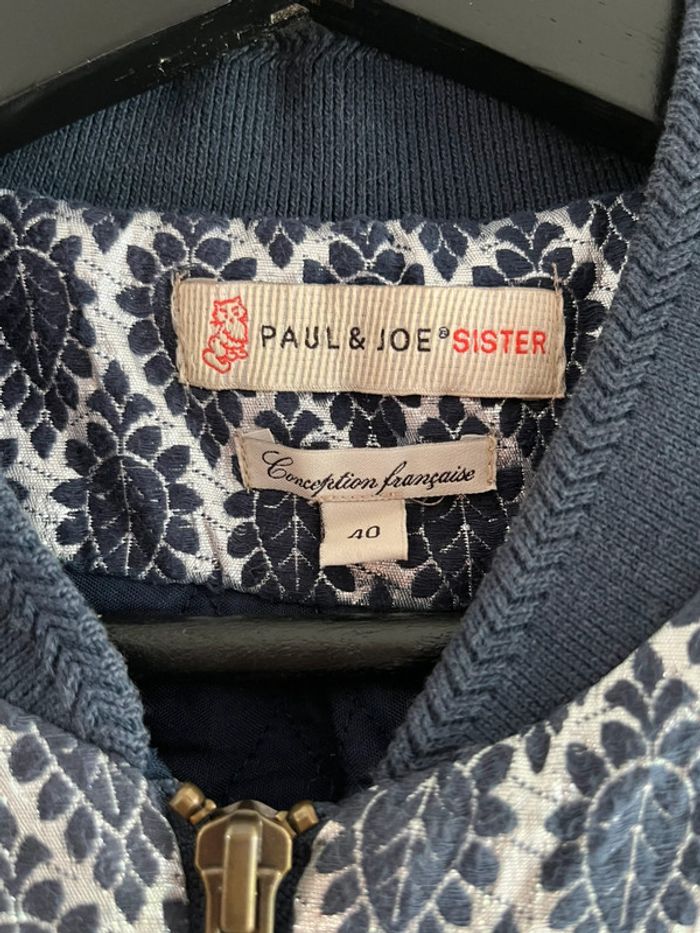 PAUL & JOE® SISTER
Conception française
40